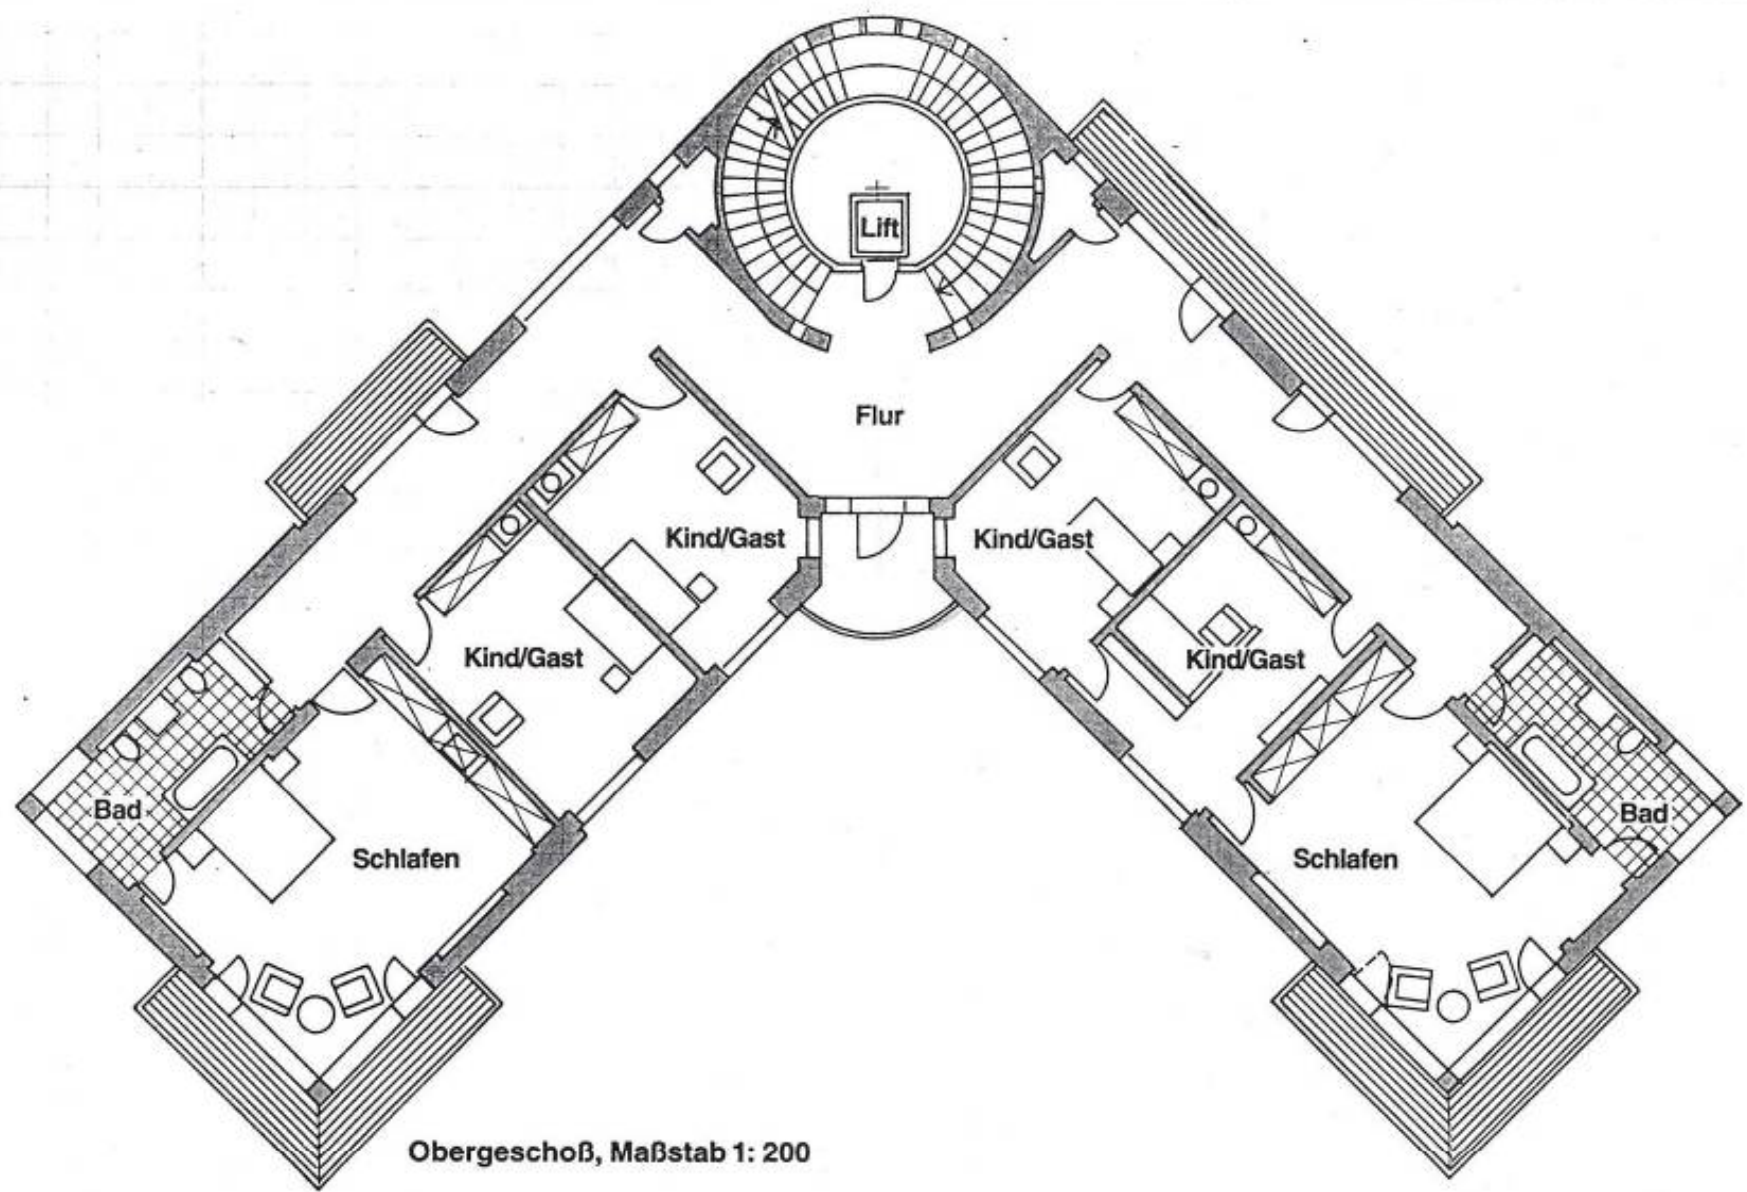 Lift
Flur
Kind/Gast
Kind/Gast
Kind/Gast
Kind/Gast
Bad
Bad
Schlafen
Schlafen
Obergeschoß, Maßstab 1: 200